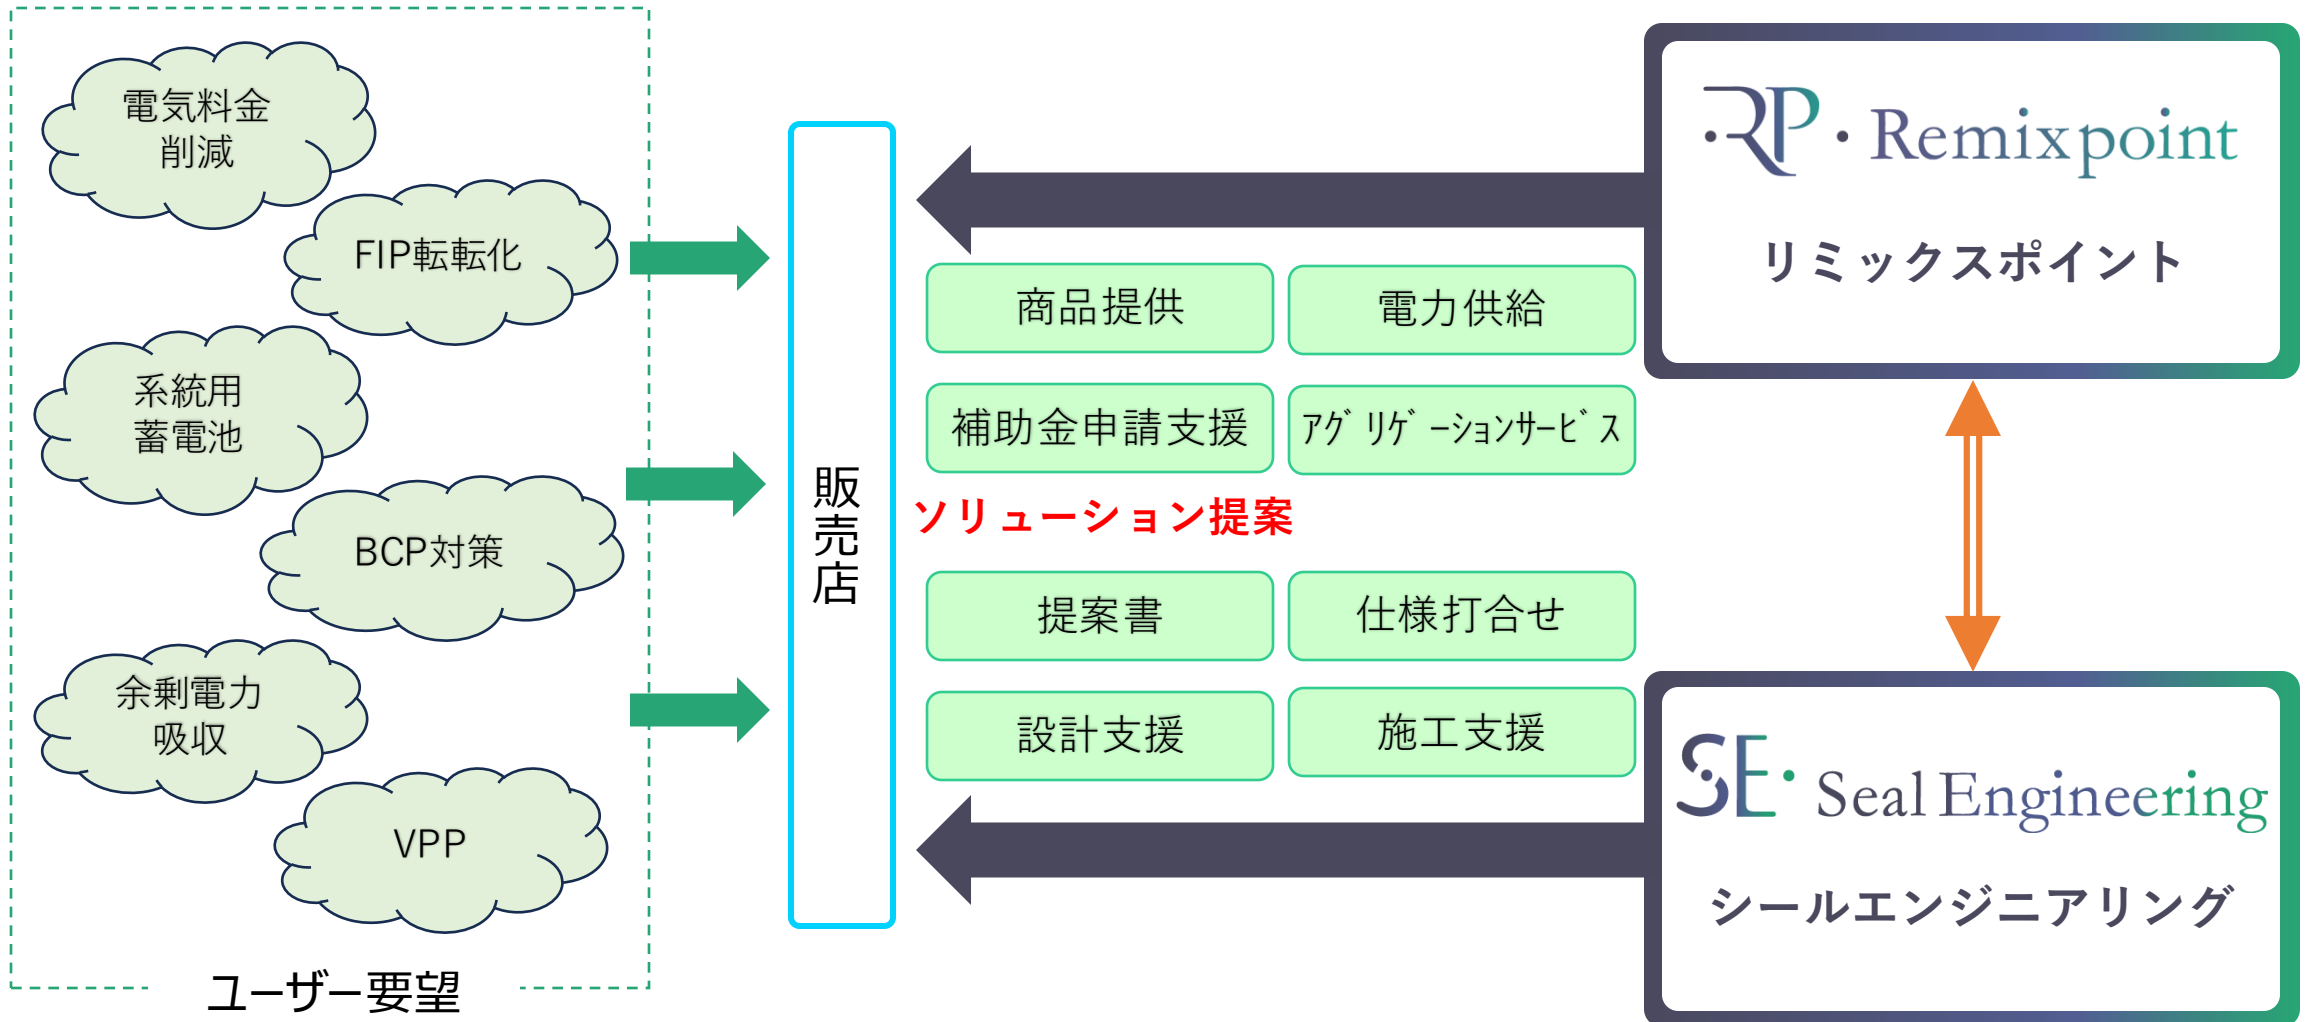 電気料金
削減
FIP転転化
系統用
蓄電池
BCP対策
余剰電力
吸収
VPP
ユーザー要望
販売店
商品提供
電力供給
補助金申請支援
ｱｸﾞﾘｹﾞｰｼｮﾝｻｰﾋﾞｽ
ソリューション提案
提案書
仕様打合せ
設計支援
施工支援
RP
Remixpoint
リミックスポイント
SE
Seal Engineering
シールエンジニアリング